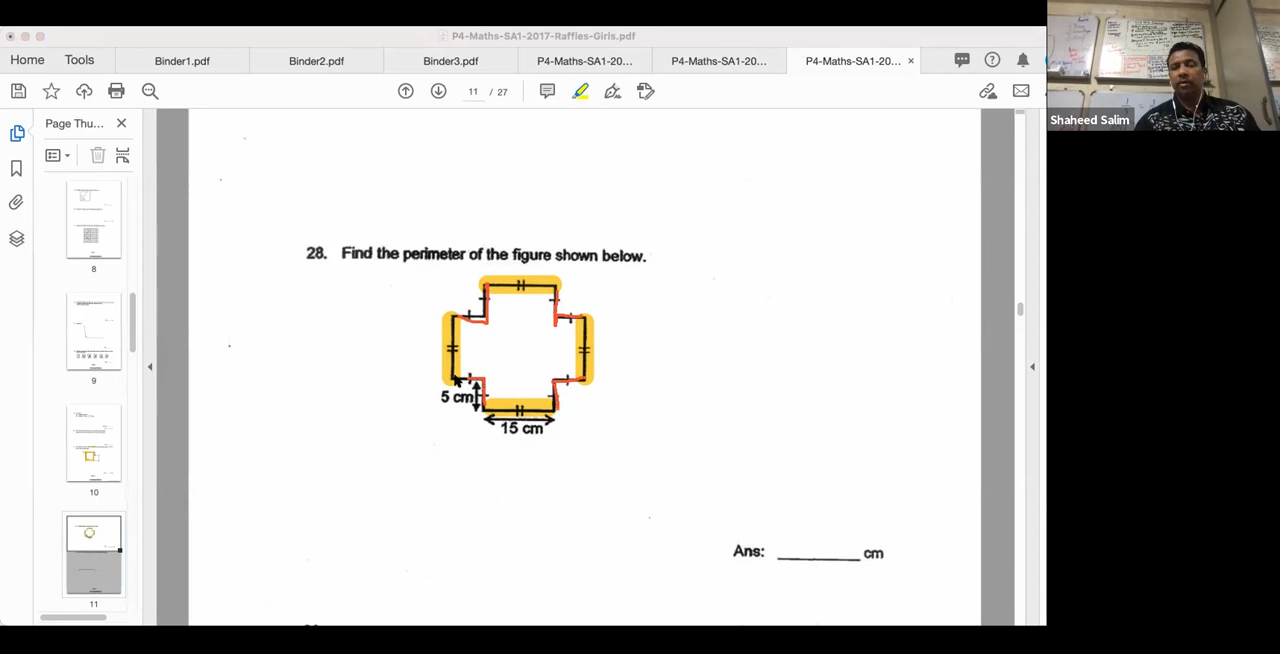 P4-Maths-SA1-2017-Raffles-Girls.pdf
Home Tools Binder1.pdf Binder2.pdf Binder3.pdf P4-Maths-SA1-20... P4-Maths-SA1-20... P4-Maths-SA1-20... ×
11 / 27
Shaheed Salim
Page Thu...
8
9
10
11
28. Find the perimeter of the figure shown below.
5 cm
15 cm
Ans: ________ cm